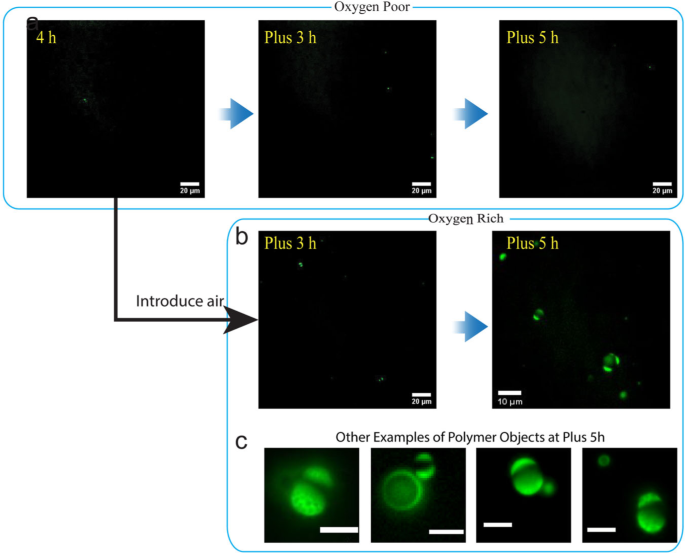 Oxygen Poor
a
4 h
Plus 3 h
Plus 5 h
20 μm
20 μm
20 μm
Oxygen Rich
b
Plus 3 h
Plus 5 h
Introduce air
20 μm
10 μm
c
Other Examples of Polymer Objects at Plus 5h